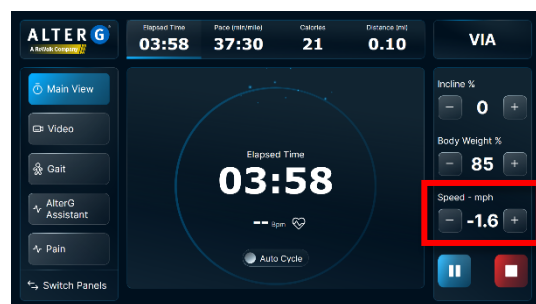 ALTER G
A ReWalk Company
Elapsed Time
03:58
Pace (min/mile)
37:30
Calories
21
Distance (mi)
0.10
VIA
Main View
Video
Gait
AlterG
Assistant
Pain
Switch Panels
Elapsed Time
03:58
-- Bpm
Auto Cycle
Incline %
− 0 +
Body Weight %
− 85 +
Speed - mph
− -1.6 +